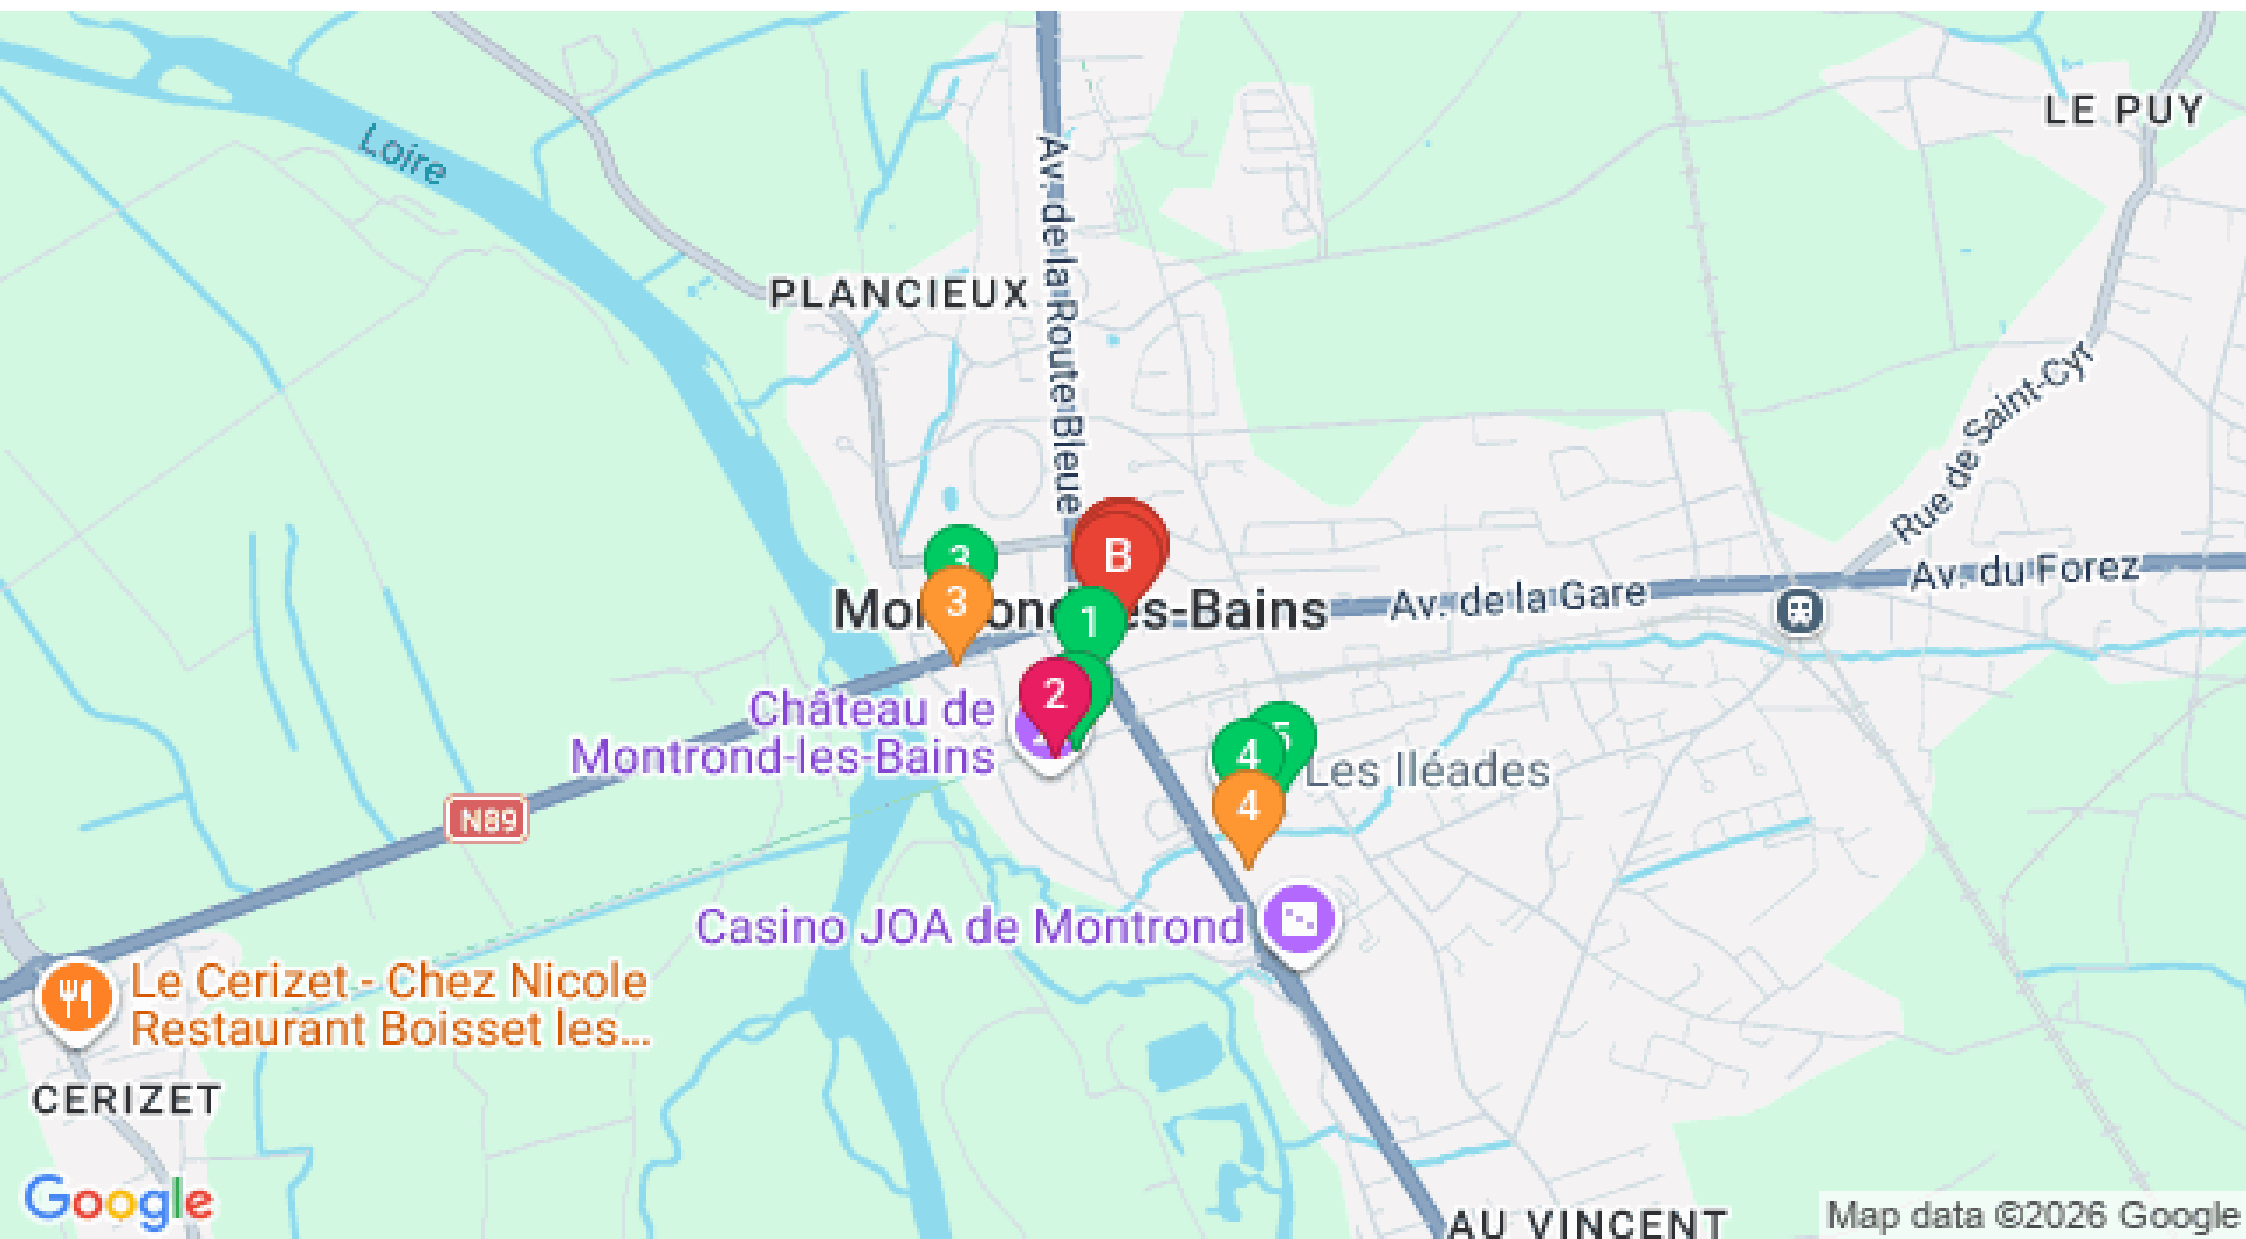 LE PUY
Loire
Av. de la Route Bleue
PLANCIEUX
Rue de Saint-Cyr
B
3
3
1
Av. de la Gare
Av. du Forez
2
Château de
Montrond-les-Bains
5
4
Les Iléades
4
N89
Casino JOA de Montrond
Le Cerizet - Chez Nicole
Restaurant Boisset les...
CERIZET
Google
AU VINCENT
Map data ©2026 Google